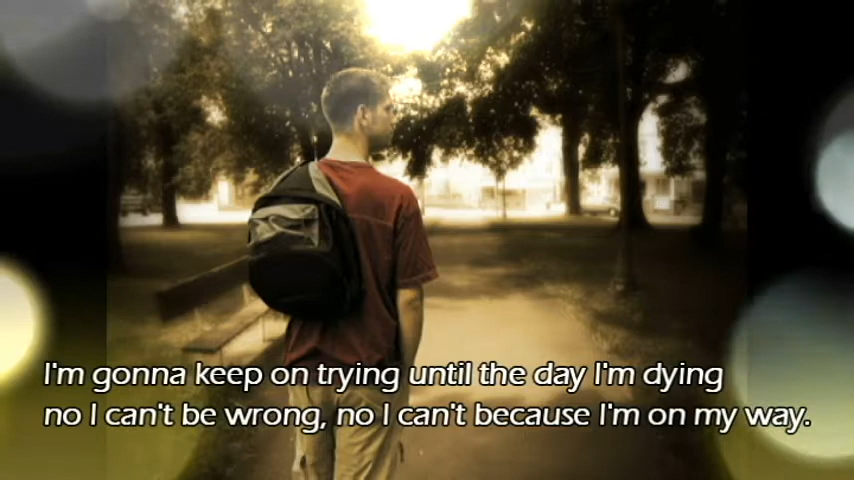 I'm gonna keep on trying until the day I'm dying
no I can't be wrong, no I can't because I'm on my way.